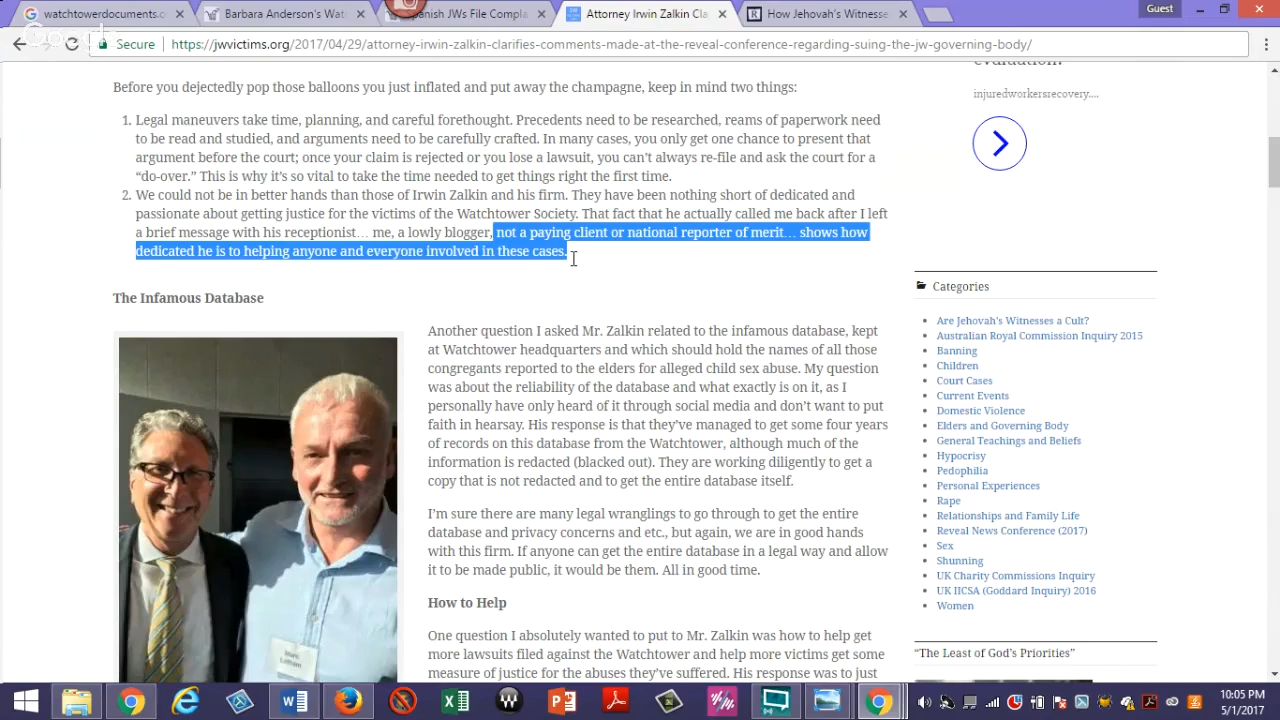 watchtower
Barbara Anderson's Wat
Spanish JWs File Compla
Attorney Irwin Zalkin Cla
How Jehovah's Witnesse
Guest
Secure
https://jwvictims.org/2017/04/29/attorney-irwin-zalkin-clarifies-comments-made-at-the-reveal-conference-regarding-suing-the-jw-governing-body/
Before you dejectedly pop those balloons you just inflated and put away the champagne, keep in mind two things:
1. Legal maneuvers take time, planning, and careful forethought. Precedents need to be researched, reams of paperwork need
to be read and studied, and arguments need to be carefully crafted. In many cases, you only get one chance to present that
argument before the court; once your claim is rejected or you lose a lawsuit, you can't always re-file and ask the court for a
“do-over.” This is why it's so vital to take the time needed to get things right the first time.
2. We could not be in better hands than those of Irwin Zalkin and his firm. They have been nothing short of dedicated and
passionate about getting justice for the victims of the Watchtower Society. That fact that he actually called me back after I left
a brief message with his receptionist… me, a lowly blogger, not a paying client or national reporter of merit… shows how
dedicated he is to helping anyone and everyone involved in these cases.
The Infamous Database
Another question I asked Mr. Zalkin related to the infamous database, kept
at Watchtower headquarters and which should hold the names of all those
congregants reported to the elders for alleged child sex abuse. My question
was about the reliability of the database and what exactly is on it, as I
personally have only heard of it through social media and don't want to put
faith in hearsay. His response is that they've managed to get some four years
of records on this database from the Watchtower, although much of the
information is redacted (blacked out). They are working diligently to get a
copy that is not redacted and to get the entire database itself.
I'm sure there are many legal wranglings to go through to get the entire
database and privacy concerns and etc., but again, we are in good hands
with this firm. If anyone can get the entire database in a legal way and allow
it to be made public, it would be them. All in good time.
How to Help
One question I absolutely wanted to put to Mr. Zalkin was how to help get
more lawsuits filed against the Watchtower and help more victims get some
measure of justice for the abuses they've suffered. His response was to just
evaluation.
injuredworkersrecovery....
Categories
Are Jehovah's Witnesses a Cult?
Australian Royal Commission Inquiry 2015
Banning
Children
Court Cases
Current Events
Domestic Violence
Elders and Governing Body
General Teachings and Beliefs
Hypocrisy
Pedophilia
Personal Experiences
Rape
Relationships and Family Life
Reveal News Conference (2017)
Sex
Shunning
UK Charity Commissions Inquiry
UK IICSA (Goddard Inquiry) 2016
Women
“The Least of God's Priorities”
10:05 PM
5/1/2017